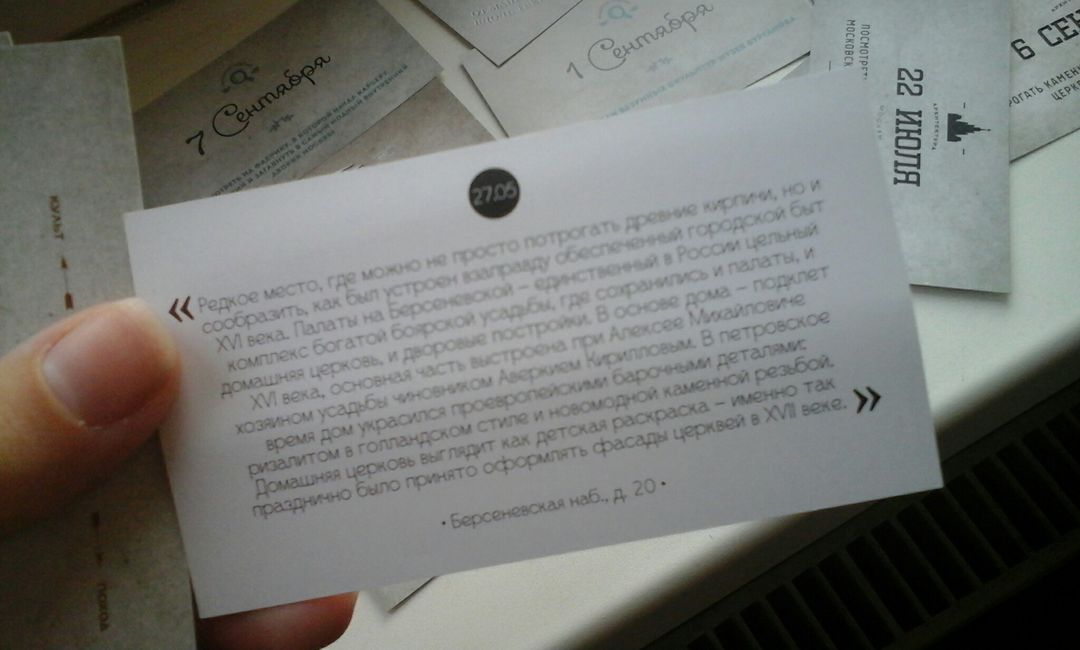 7 Сентября
1 Сентября
22 ИЮЛЯ
6 СЕН
ПОСМОТРЕТ
МОСКОВСК
КУЛЬТ
ПОХОД
27.05
« Редкое место, где можно не просто потрогать древние кирпичи, но и
сообразить, как был устроен взаправду обеспеченный городской быт
XVI века. Палаты на Берсеневской – единственный в России цельный
комплекс богатой боярской усадьбы, где сохранились и палаты, и
домашняя церковь, и дворовые постройки. В основе дома – подклет
XVI века, основная часть выстроена при Алексее Михайловиче
хозяином усадьбы чиновником Аверкием Кирилловым. В петровское
время дом украсился проевропейскими барочными деталями:
ризалитом в голландском стиле и новомодной каменной резьбой.
Домашняя церковь выглядит как детская раскраска – именно так
празднично было принято оформлять фасады церквей в XVII веке. »
• Берсеневская наб., д. 20 •